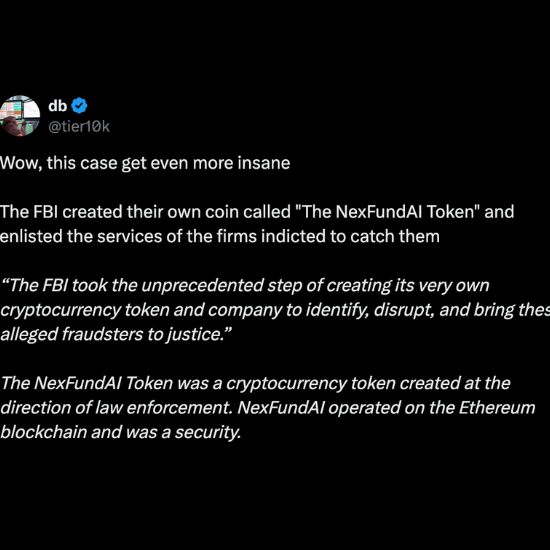 db
@tier10k
Wow, this case get even more insane
The FBI created their own coin called "The NexFundAI Token" and
enlisted the services of the firms indicted to catch them
“The FBI took the unprecedented step of creating its very own
cryptocurrency token and company to identify, disrupt, and bring thes
alleged fraudsters to justice.”
The NexFundAI Token was a cryptocurrency token created at the
direction of law enforcement. NexFundAI operated on the Ethereum
blockchain and was a security.